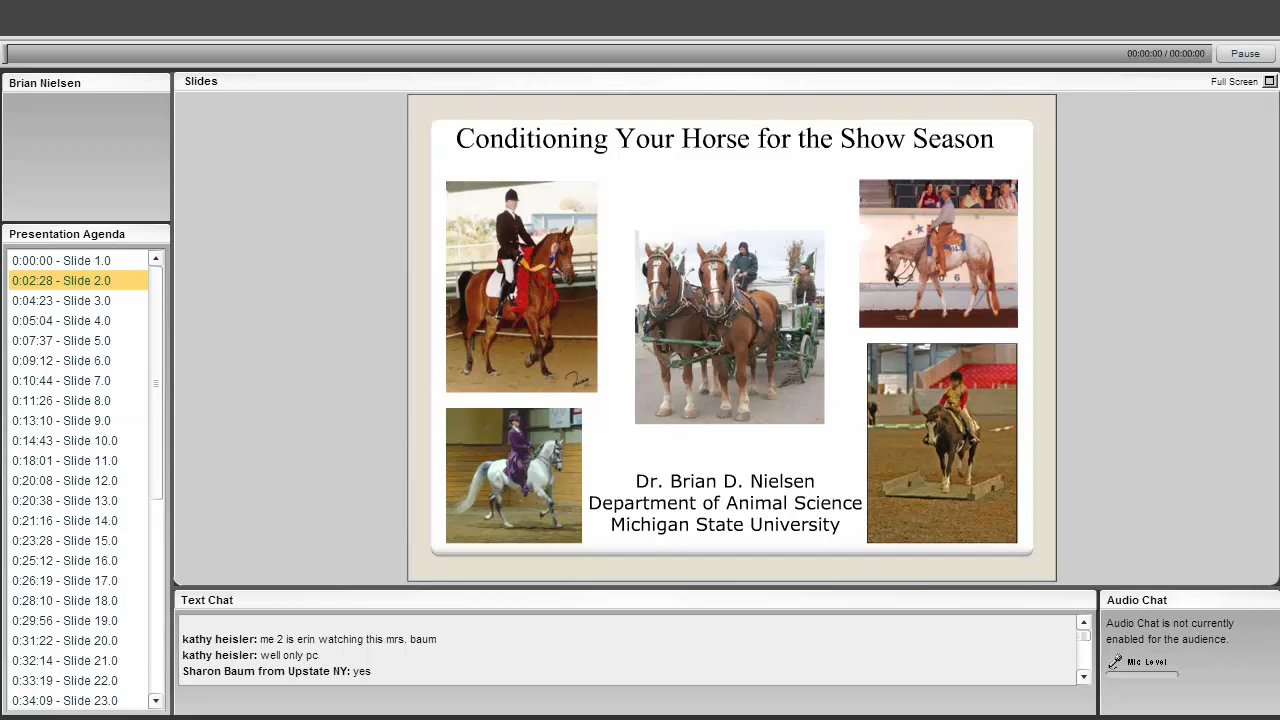 00:00:00 / 00:00:00
Pause
Brian Nielsen
Slides
Full Screen
Conditioning Your Horse for the Show Season
Dr. Brian D. Nielsen
Department of Animal Science
Michigan State University
Presentation Agenda
0:00:00 - Slide 1.0
0:02:28 - Slide 2.0
0:04:23 - Slide 3.0
0:05:04 - Slide 4.0
0:07:37 - Slide 5.0
0:09:12 - Slide 6.0
0:10:44 - Slide 7.0
0:11:26 - Slide 8.0
0:13:10 - Slide 9.0
0:14:43 - Slide 10.0
0:18:01 - Slide 11.0
0:20:08 - Slide 12.0
0:20:38 - Slide 13.0
0:21:16 - Slide 14.0
0:23:28 - Slide 15.0
0:25:12 - Slide 16.0
0:26:19 - Slide 17.0
0:28:10 - Slide 18.0
0:29:56 - Slide 19.0
0:31:22 - Slide 20.0
0:32:14 - Slide 21.0
0:33:19 - Slide 22.0
0:34:09 - Slide 23.0
Text Chat
kathy heisler: me 2 is erin watching this mrs. baum
kathy heisler: well only pc
Sharon Baum from Upstate NY: yes
Audio Chat
Audio Chat is not currently
enabled for the audience.
Mic Level